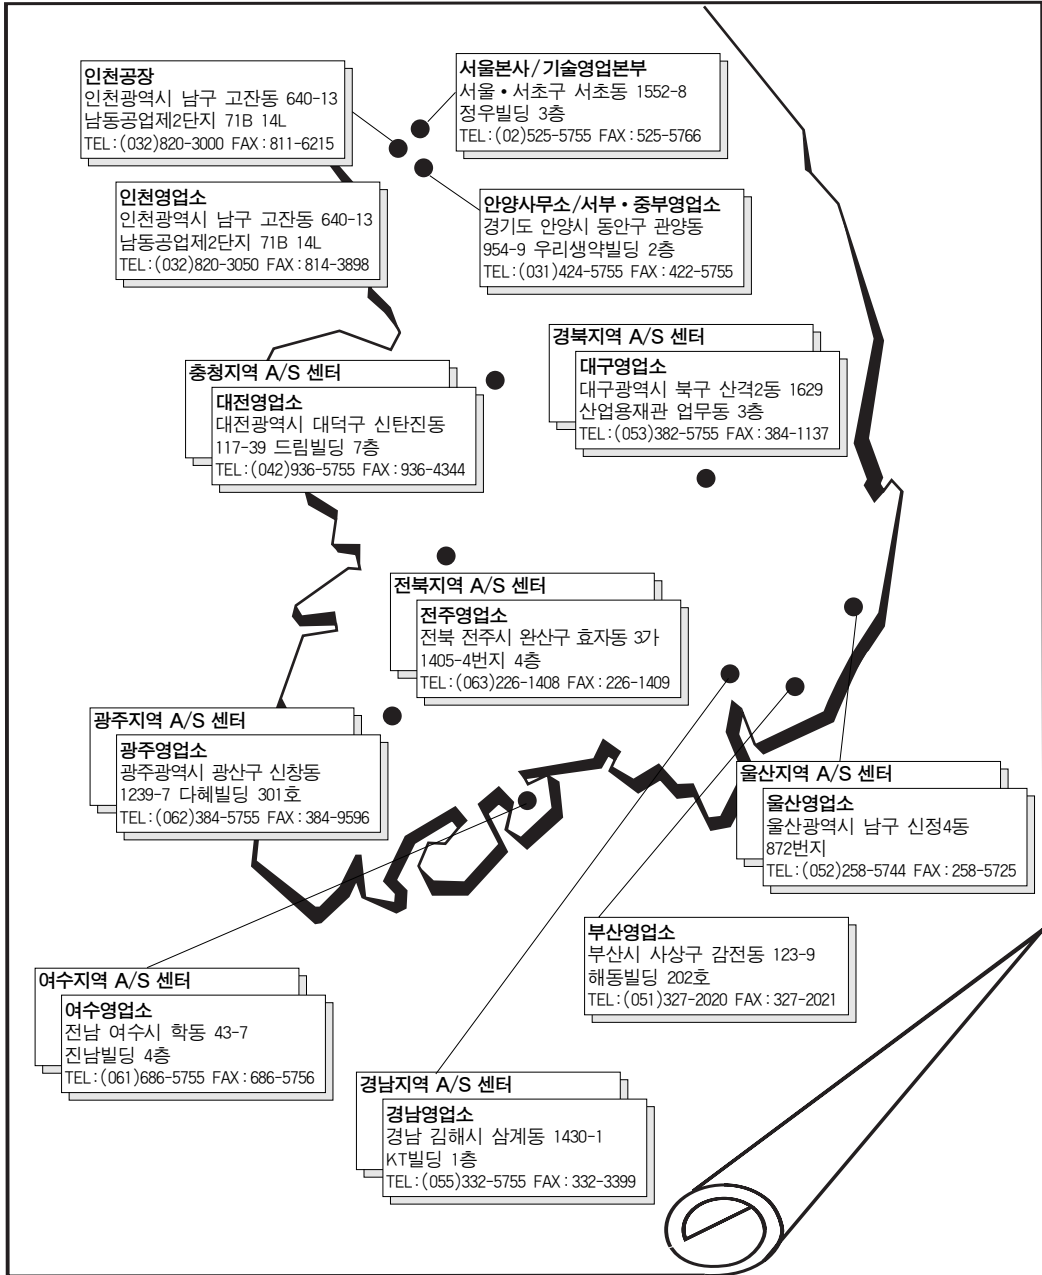 인천공장
인천광역시 남구 고잔동 640-13
남동공업제2단지 71B 14L
TEL:(032)820-3000 FAX:811-6215
서울본사/기술영업본부
서울·서초구 서초동 1552-8
정우빌딩 3층
TEL:(02)525-5755 FAX:525-5766
인천영업소
인천광역시 남구 고잔동 640-13
남동공업제2단지 71B 14L
TEL:(032)820-3050 FAX:814-3898
안양사무소/서부·중부영업소
경기도 안양시 동안구 관양동
954-9 우리생약빌딩 2층
TEL:(031)424-5755 FAX:422-5755
충청지역 A/S 센터
대전영업소
대전광역시 대덕구 신탄진동
117-39 드림빌딩 7층
TEL:(042)936-5755 FAX:936-4344
경북지역 A/S 센터
대구영업소
대구광역시 북구 산격2동 1629
산업용재관 업무동 3층
TEL:(053)382-5755 FAX:384-1137
전북지역 A/S 센터
전주영업소
전북 전주시 완산구 효자동 3가
1405-4번지 4층
TEL:(063)226-1408 FAX:226-1409
광주지역 A/S 센터
광주영업소
광주광역시 광산구 신창동
1239-7 다혜빌딩 301호
TEL:(062)384-5755 FAX:384-9596
울산지역 A/S 센터
울산영업소
울산광역시 남구 신정4동
872번지
TEL:(052)258-5744 FAX:258-5725
부산영업소
부산시 사상구 감전동 123-9
해동빌딩 202호
TEL:(051)327-2020 FAX:327-2021
여수지역 A/S 센터
여수영업소
전남 여수시 학동 43-7
진남빌딩 4층
TEL:(061)686-5755 FAX:686-5756
경남지역 A/S 센터
경남영업소
경남 김해시 삼계동 1430-1
KT빌딩 1층
TEL:(055)332-5755 FAX:332-3399